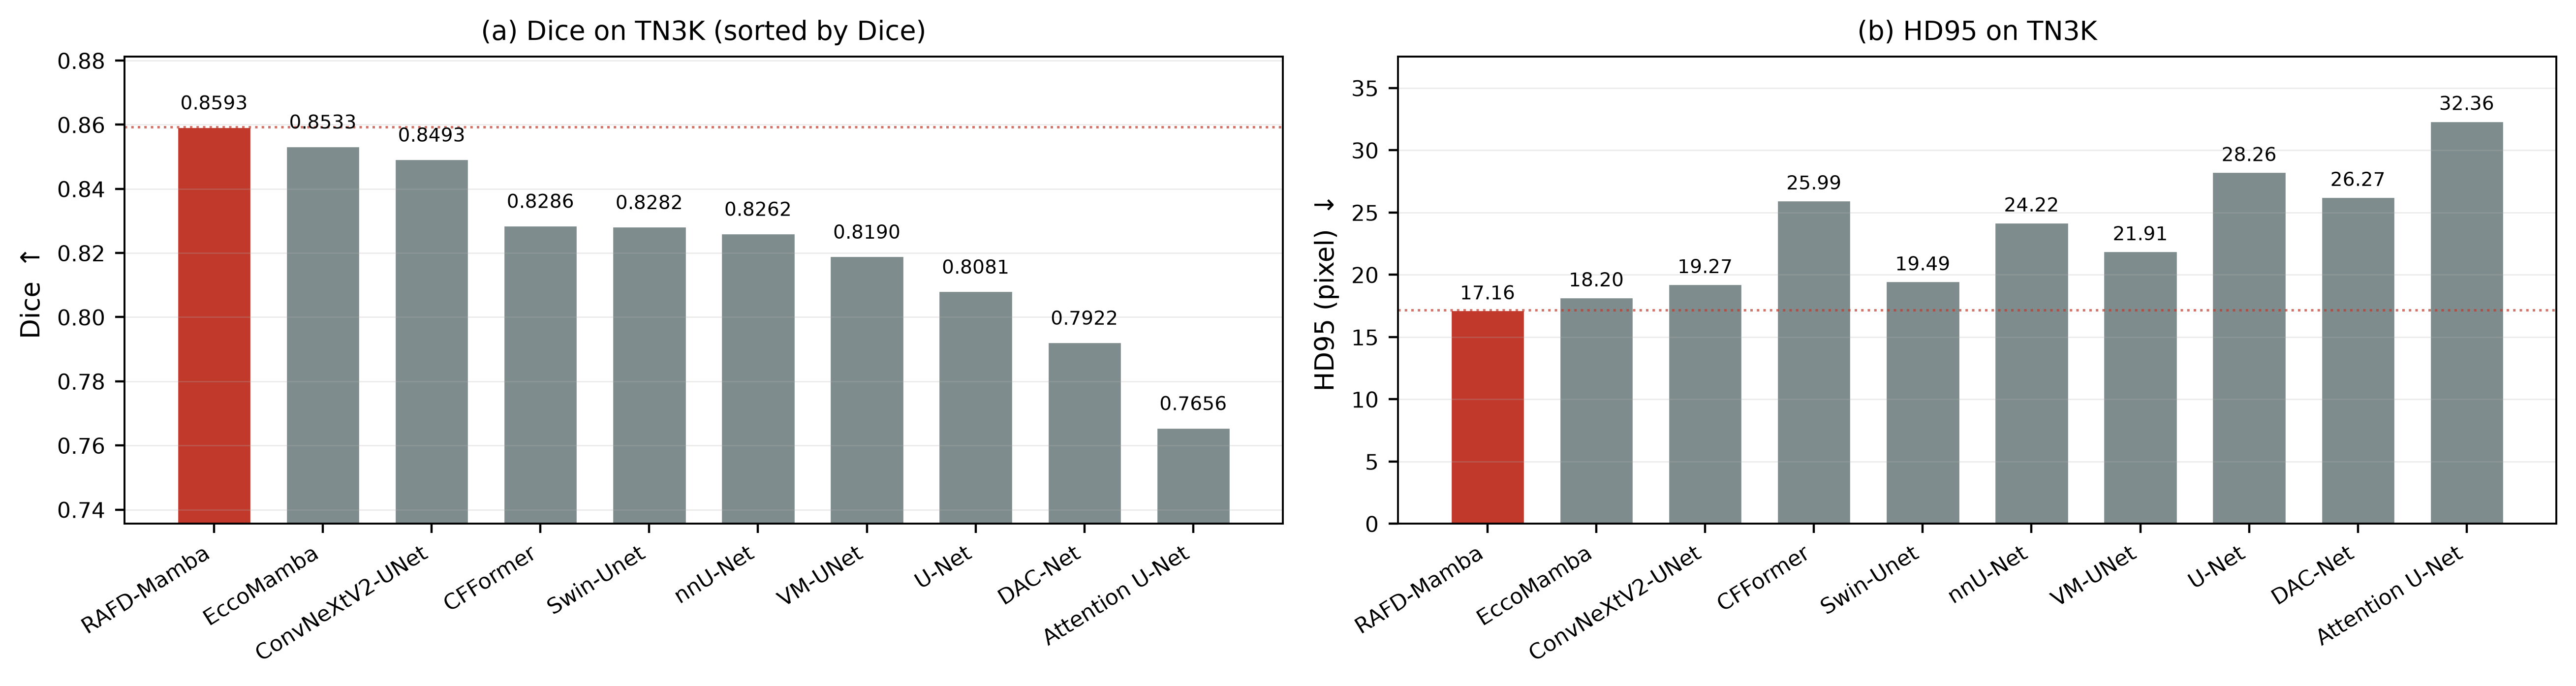 (a) Dice on TN3K (sorted by Dice)
Dice ↑
0.88
0.86
0.84
0.82
0.80
0.78
0.76
0.74
0.8593
0.8533
0.8493
0.8286
0.8282
0.8262
0.8190
0.8081
0.7922
0.7656
RAFD-Mamba
EccoMamba
ConvNeXtV2-UNet
CFFormer
Swin-Unet
nnU-Net
VM-UNet
U-Net
DAC-Net
Attention U-Net
(b) HD95 on TN3K
HD95 (pixel) ↓
35
30
25
20
15
10
5
0
17.16
18.20
19.27
25.99
19.49
24.22
21.91
28.26
26.27
32.36
RAFD-Mamba
EccoMamba
ConvNeXtV2-UNet
CFFormer
Swin-Unet
nnU-Net
VM-UNet
U-Net
DAC-Net
Attention U-Net